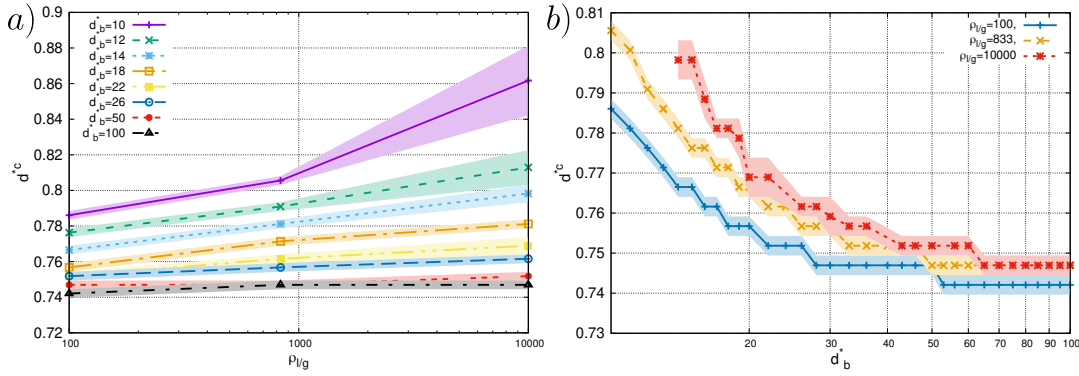 a)
d*b=10
d*b=12
d*b=14
d*b=18
d*b=22
d*b=26
d*b=50
d*b=100
0.9
0.88
0.86
0.84
0.82
0.8
0.78
0.76
0.74
0.72
d*c
100
1000
10000
ρl/g
b)
ρl/g=100,
ρl/g=833,
ρl/g=10000
0.81
0.8
0.79
0.78
0.77
0.76
0.75
0.74
0.73
d*c
20
30
40
50
60
70
80
90
100
d*b